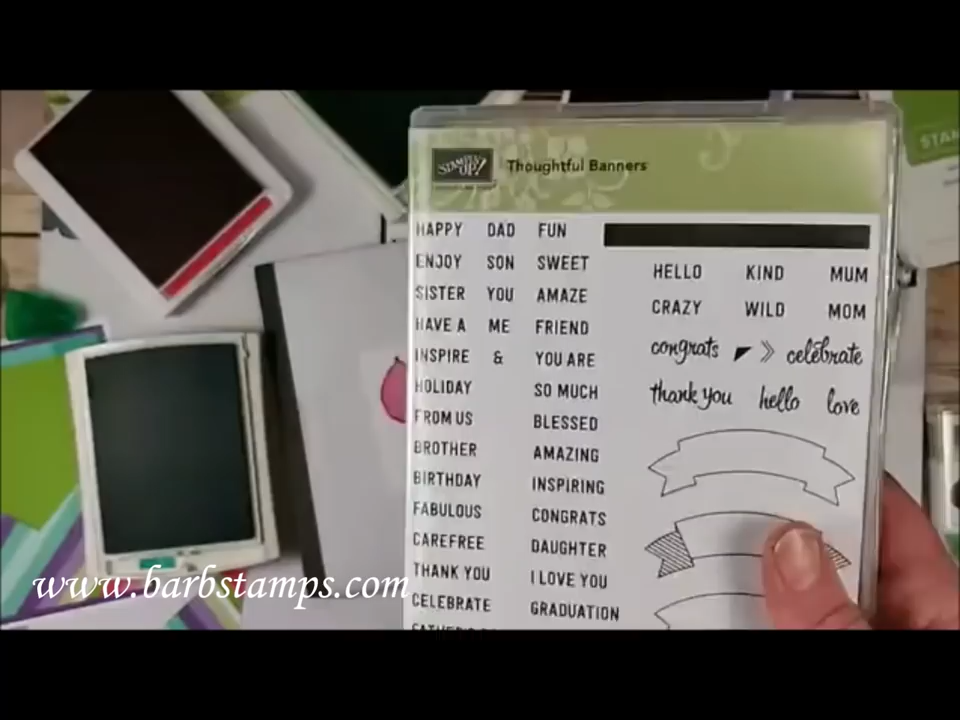 STAMPIN' UP!
Thoughtful Banners
HAPPY DAD FUN
ENJOY SON SWEET
SISTER YOU AMAZE
HAVE A ME FRIEND
INSPIRE & YOU ARE
HOLIDAY SO MUCH
FROM US BLESSED
BROTHER AMAZING
BIRTHDAY INSPIRING
FABULOUS CONGRATS
CAREFREE DAUGHTER
THANK YOU I LOVE YOU
CELEBRATE GRADUATION
HELLO KIND MUM
CRAZY WILD MOM
congrats celebrate
thank you hello love
www.barbstamps.com